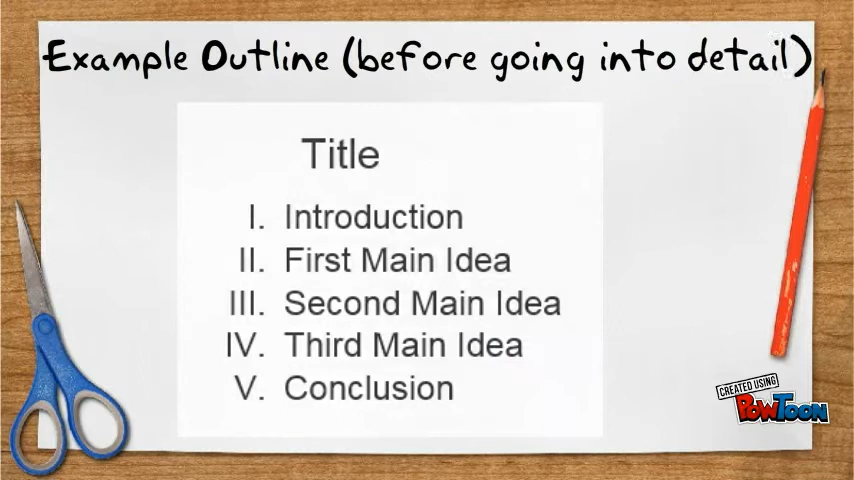 Example Outline (before going into detail)
Title
I. Introduction
II. First Main Idea
III. Second Main Idea
IV. Third Main Idea
V. Conclusion
CREATED USING
POWTOON